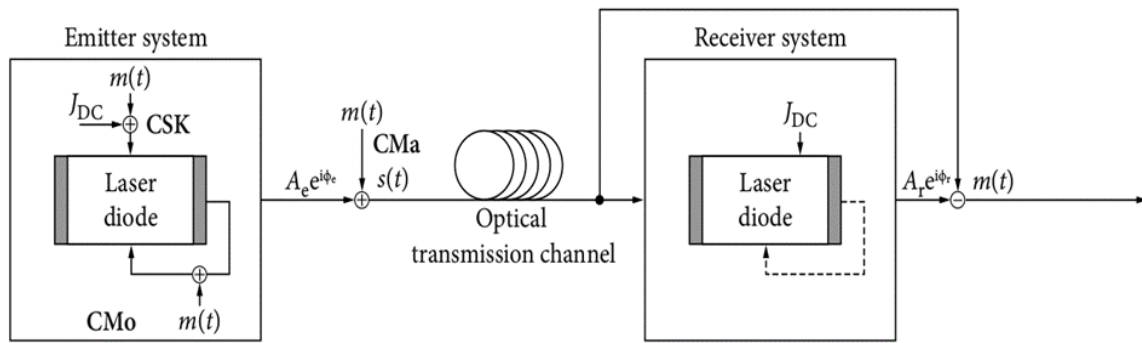 Emitter system
m(t)
J_DC
CSK
Laser
diode
CMo
m(t)
A_e e^{iϕ_e}
m(t)
CMa
s(t)
Optical
transmission channel
Receiver system
J_DC
Laser
diode
A_r e^{iϕ_r}
m(t)